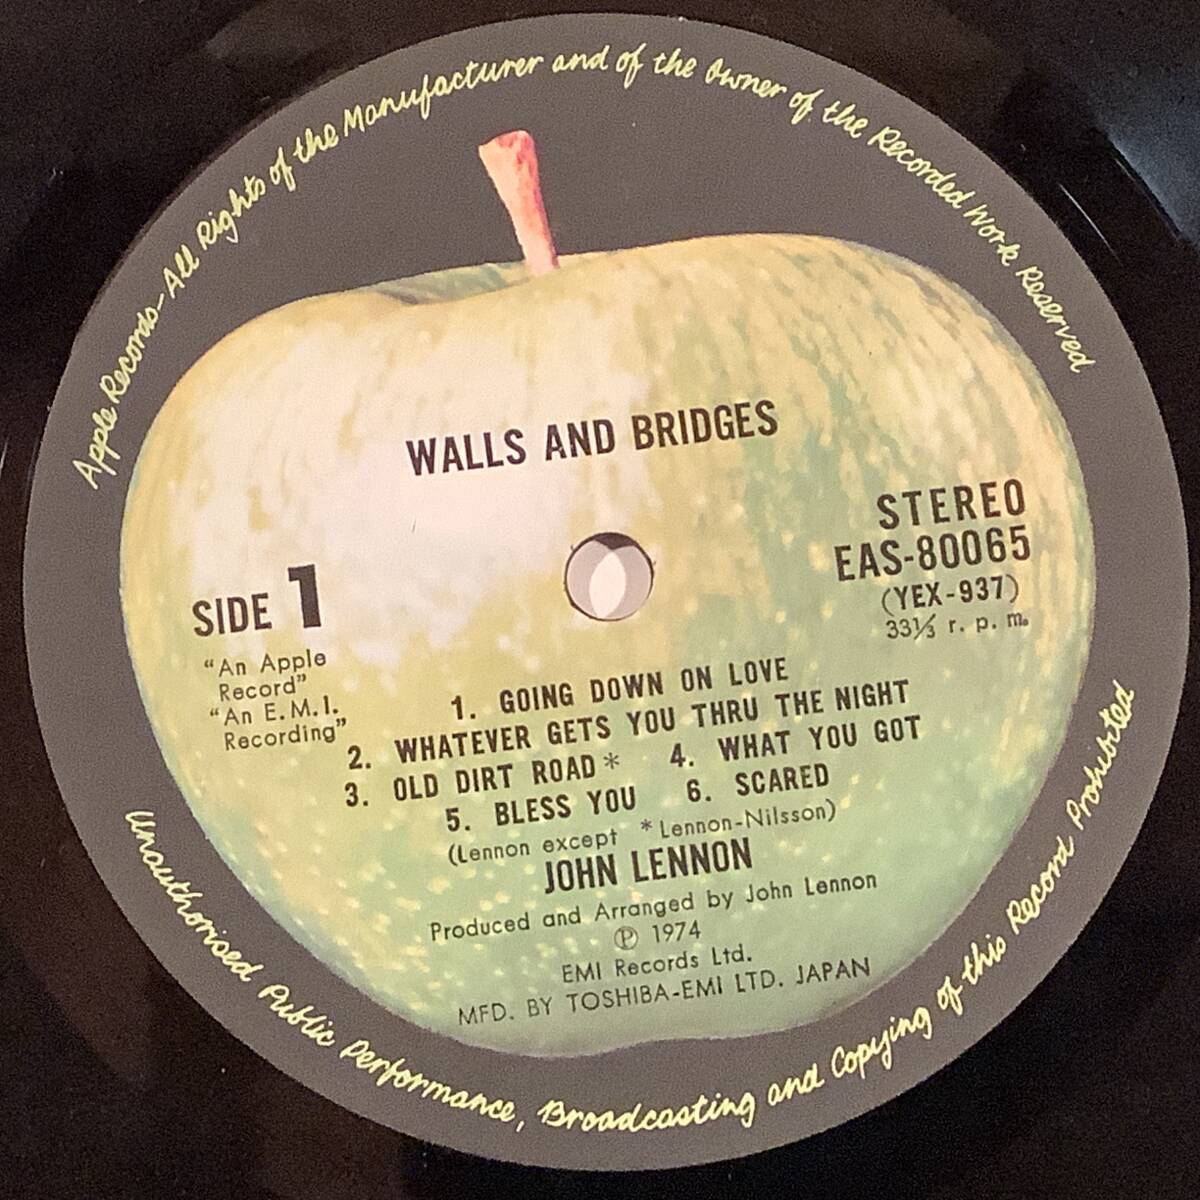 Apple Records–All Rights of the Manufacturer and of the Owner of the Recorded Work Reserved
WALLS AND BRIDGES
STEREO
EAS-80065
(YEX-937)
33⅓ r. p. m.
SIDE 1
“An Apple
Record”
“An E.M.I.
Recording”
1. GOING DOWN ON LOVE
2. WHATEVER GETS YOU THRU THE NIGHT
3. OLD DIRT ROAD* 4. WHAT YOU GOT
5. BLESS YOU 6. SCARED
(Lennon except *Lennon-Nilsson)
JOHN LENNON
Produced and Arranged by John Lennon
Ⓟ 1974
EMI Records Ltd.
MFD. BY TOSHIBA-EMI LTD. JAPAN
Unauthorised Public Performance, Broadcasting and Copying of this Record Prohibited